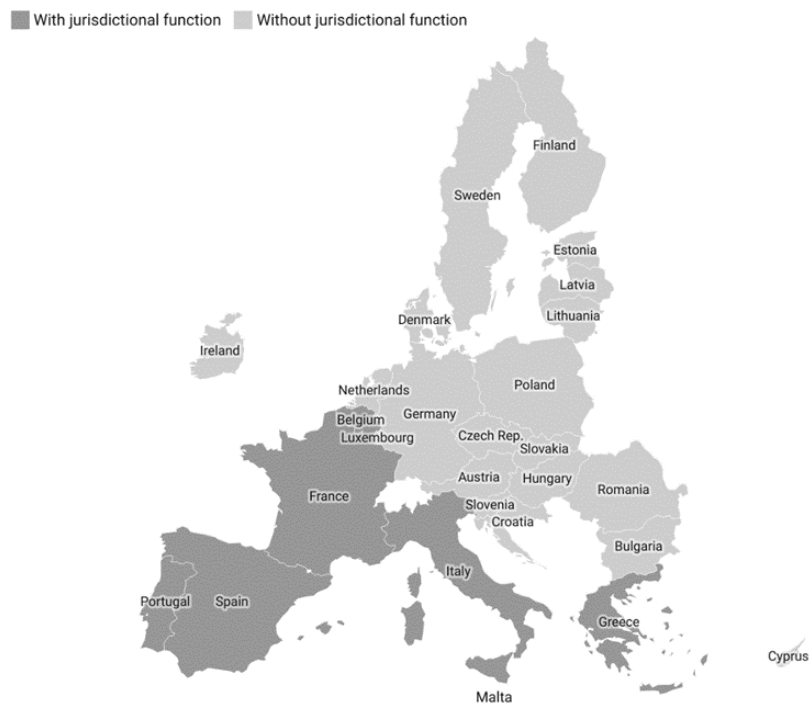 With jurisdictional function
Without jurisdictional function
Finland
Sweden
Estonia
Latvia
Lithuania
Denmark
Ireland
Netherlands
Poland
Germany
Belgium
Luxembourg
Czech Rep.
Slovakia
Austria
Hungary
France
Romania
Slovenia
Croatia
Bulgaria
Italy
Portugal
Spain
Greece
Cyprus
Malta